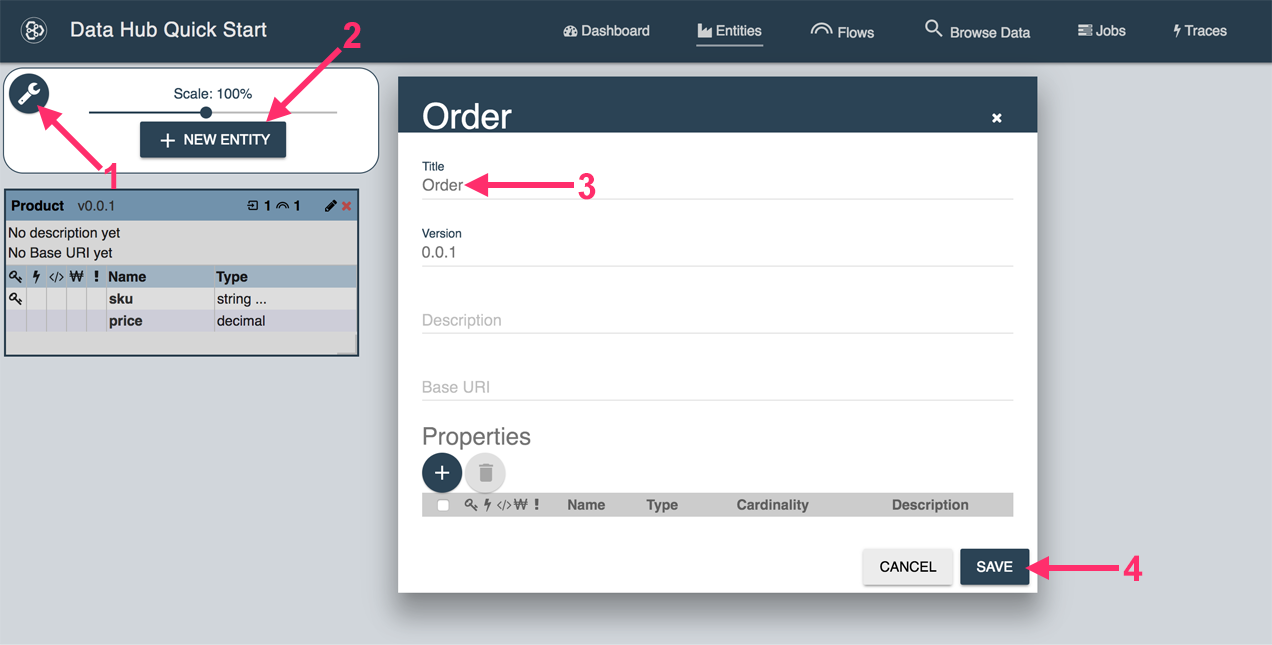 Data Hub Quick Start
Dashboard
Entities
Flows
Browse Data
Jobs
Traces
2
Scale: 100%
NEW ENTITY
1
Product v0.0.1 1 1
No description yet
No Base URI yet
</> ₩ ! Name Type
sku string ...
price decimal
Order
Title
Order
3
Version
0.0.1
Description
Base URI
Properties
</> ₩ ! Name Type Cardinality Description
CANCEL SAVE
4